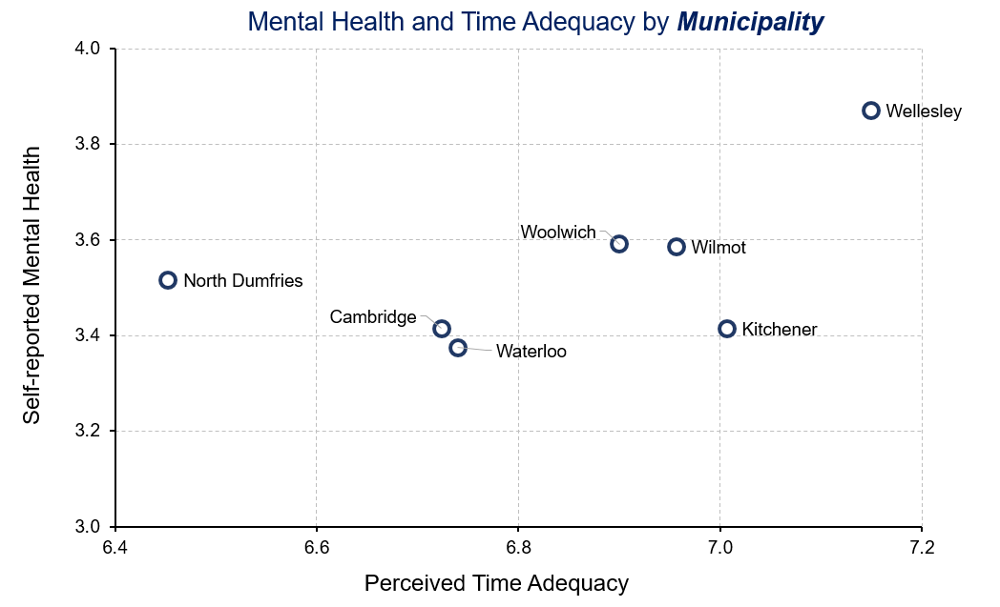 Mental Health and Time Adequacy by Municipality
4.0
Wellesley
3.8
Self-reported Mental Health
3.6
Woolwich
Wilmot
North Dumfries
Cambridge
3.4
Kitchener
Waterloo
3.2
3.0
6.4 6.6 6.8 7.0 7.2
Perceived Time Adequacy